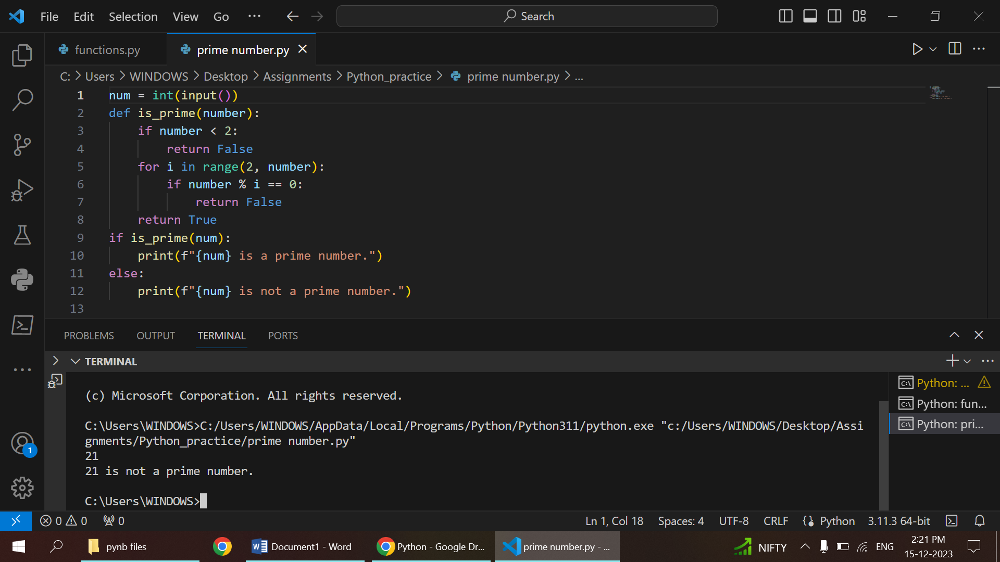 File Edit Selection View Go ··· Search
functions.py prime number.py
C: > Users > WINDOWS > Desktop > Assignments > Python_practice > prime number.py > ...
1 num = int(input())
2 def is_prime(number):
3     if number < 2:
4         return False
5     for i in range(2, number):
6         if number % i == 0:
7             return False
8     return True
9 if is_prime(num):
10     print(f"{num} is a prime number.")
11 else:
12     print(f"{num} is not a prime number.")
13
PROBLEMS OUTPUT TERMINAL PORTS
TERMINAL
(c) Microsoft Corporation. All rights reserved.
C:\Users\WINDOWS>C:/Users/WINDOWS/AppData/Local/Programs/Python/Python311/python.exe "c:/Users/WINDOWS/Desktop/Assi
gnments/Python_practice/prime number.py"
21
21 is not a prime number.
C:\Users\WINDOWS>
Python: ...
Python: fun...
Python: pri...
1
0 0 0 Ln 1, Col 18 Spaces: 4 UTF-8 CRLF Python 3.11.3 64-bit
pynb files Document1 - Word Python - Google Dr... prime number.py - ... NIFTY ENG 2:21 PM
15-12-2023